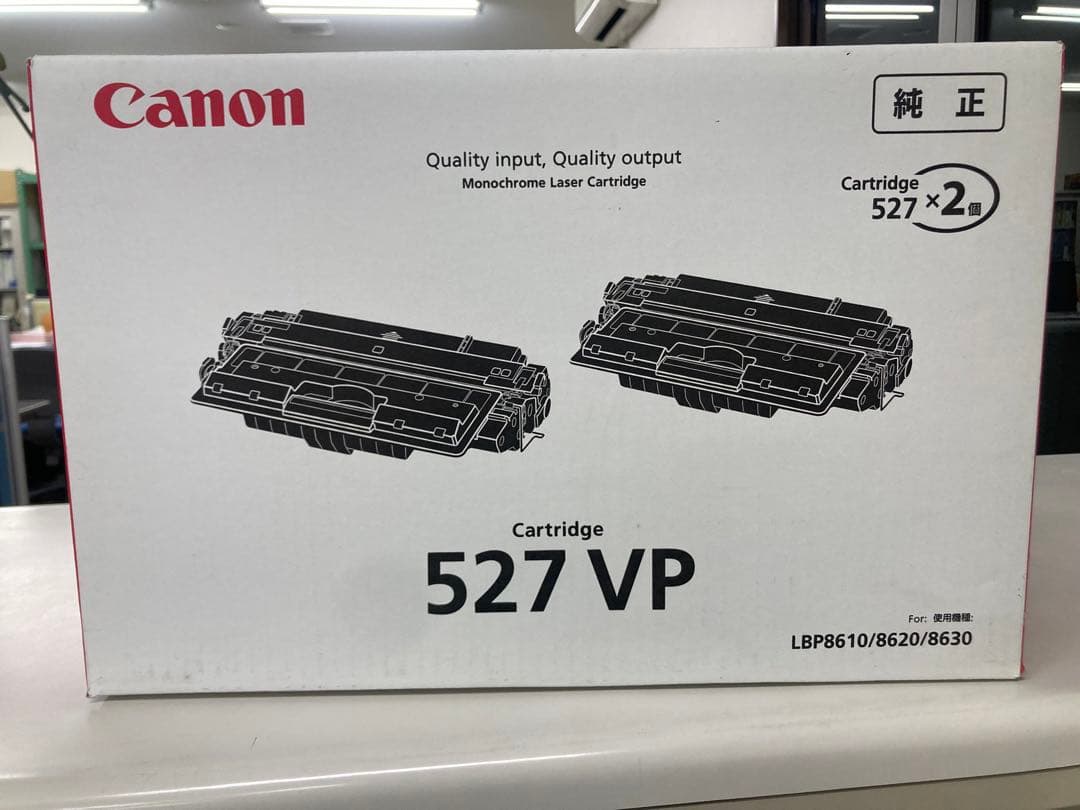 Canon
純 正
Quality input, Quality output
Monochrome Laser Cartridge
Cartridge
527 ×2個
Cartridge
527 VP
For: 使用機種:
LBP8610/8620/8630